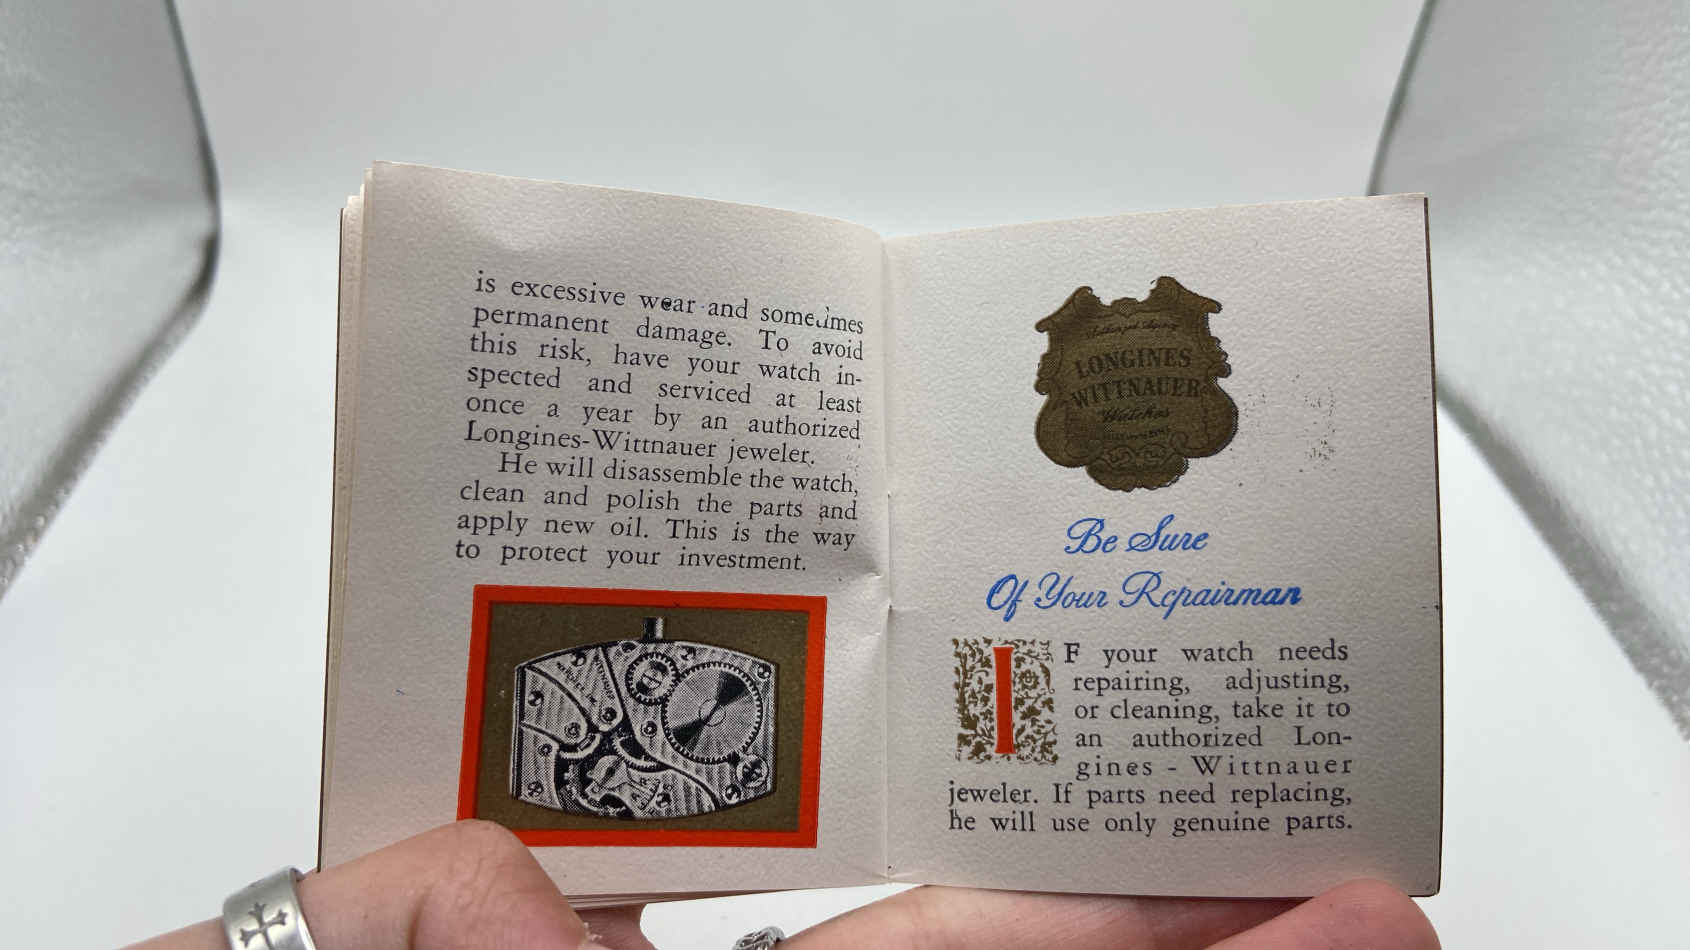 is excessive wear and sometimes
permanent damage. To avoid
this risk, have your watch in-
spected and serviced at least
once a year by an authorized
Longines-Wittnauer jeweler.
He will disassemble the watch,
clean and polish the parts and
apply new oil. This is the way
to protect your investment.
Authorized Agency
LONGINES
WITTNAUER
Watches
Be Sure
Of Your Repairman
IF your watch needs
repairing, adjusting,
or cleaning, take it to
an authorized Lon-
gines - Wittnauer
jeweler. If parts need replacing,
he will use only genuine parts.